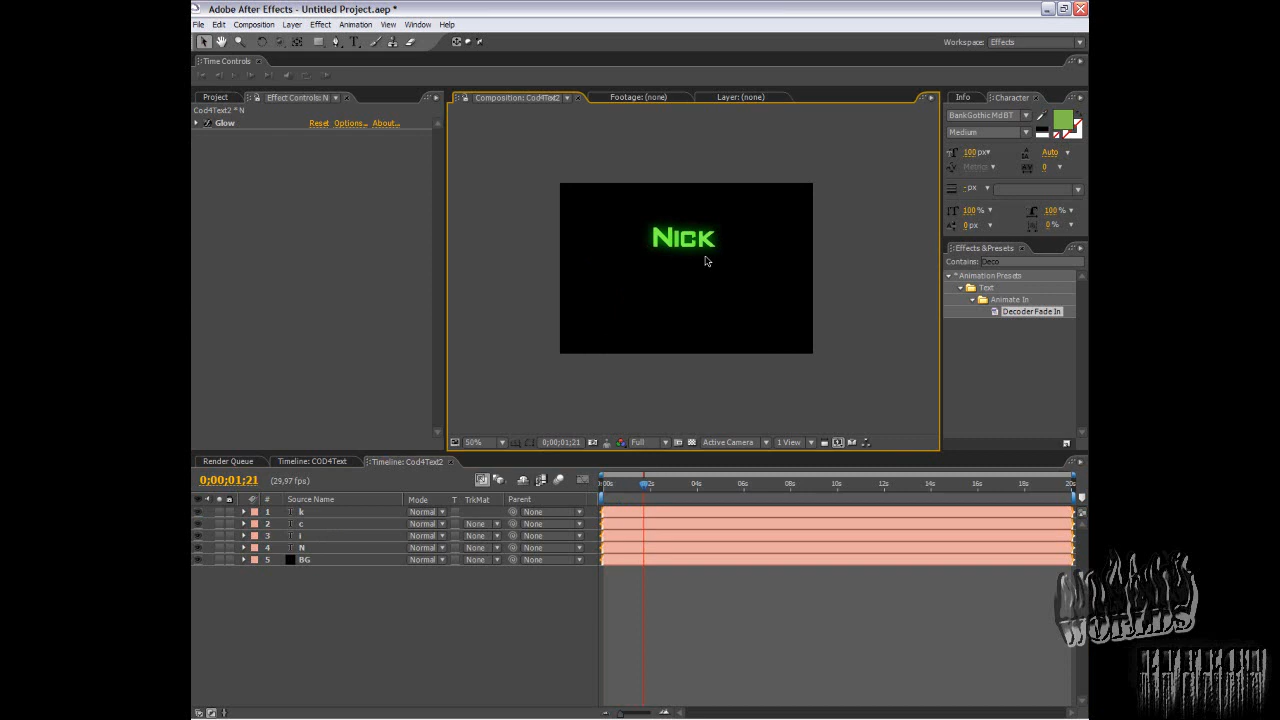 Adobe After Effects - Untitled Project.aep *
File Edit Composition Layer Effect Animation View Window Help
Workspace: Effects
Time Controls
Project Effect Controls: N
Composition: Cod4Text2 Footage: (none) Layer: (none)
Info Character
Cod4Text2 * N
Glow Reset Options... About...
BankGothic Md BT
Medium
100 px Auto
Metrics 0
- px
100 % 100 %
0 px 0 %
Effects & Presets
Contains: Deco
* Animation Presets
Text
Animate In
Decoder Fade In
Nick
50% 0;00;01;21 Full Active Camera 1 View
Render Queue Timeline: COD4Text Timeline: Cod4Text2
0;00;01;21 (29,97 fps)
:00s 02s 04s 06s 08s 10s 12s 14s 16s 18s 20s
# Source Name Mode T TrkMat Parent
1 T k Normal None
2 T c Normal None None
3 T i Normal None None
4 T N Normal None None
5 BG Normal None None
WORLDS